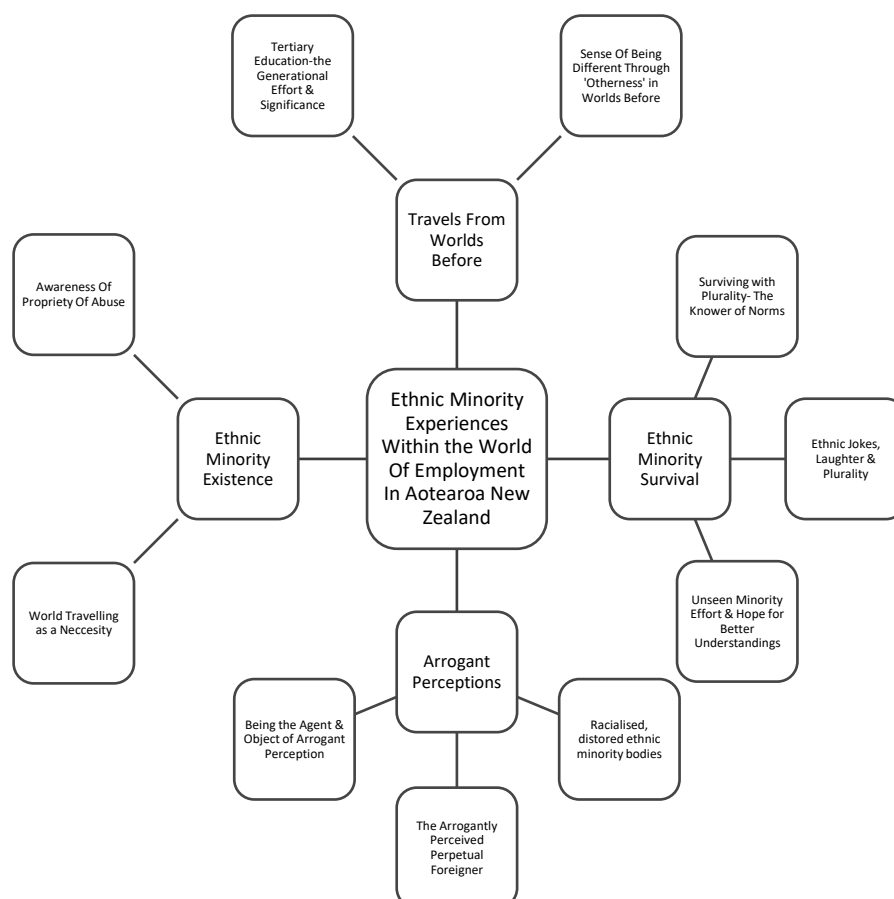 Tertiary
Education-the
Generational
Effort &
Significance
Sense Of Being
Different Through
'Otherness' in
Worlds Before
Travels From
Worlds
Before
Awareness Of
Propriety Of Abuse
Surviving with
Plurality- The
Knower of Norms
Ethnic
Minority
Existence
Ethnic Minority
Experiences
Within the World
Of Employment
In Aotearoa New
Zealand
Ethnic
Minority
Survival
Ethnic Jokes,
Laughter &
Plurality
World Travelling
as a Neccesity
Unseen Minority
Effort & Hope for
Better
Understandings
Arrogant
Perceptions
Being the Agent &
Object of Arrogant
Perception
Racialised,
distored ethnic
minority bodies
The Arrogantly
Perceived
Perpetual
Foreigner